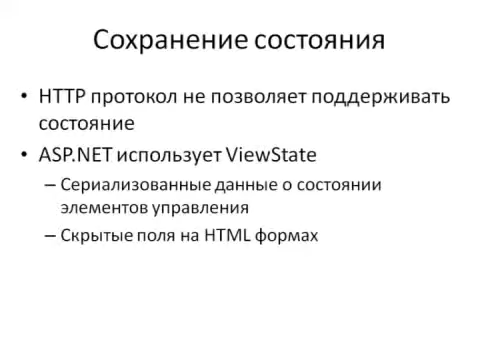 Сохранение состояния
• HTTP протокол не позволяет поддерживать
состояние
• ASP.NET использует ViewState
– Сериализованные данные о состоянии
элементов управления
– Скрытые поля на HTML формах